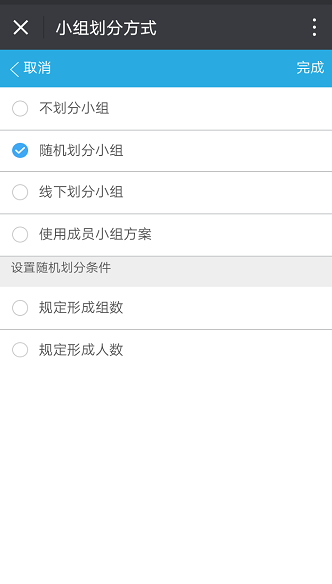 小组划分方式
取消
完成
不划分小组
随机划分小组
线下划分小组
使用成员小组方案
设置随机划分条件
规定形成组数
规定形成人数